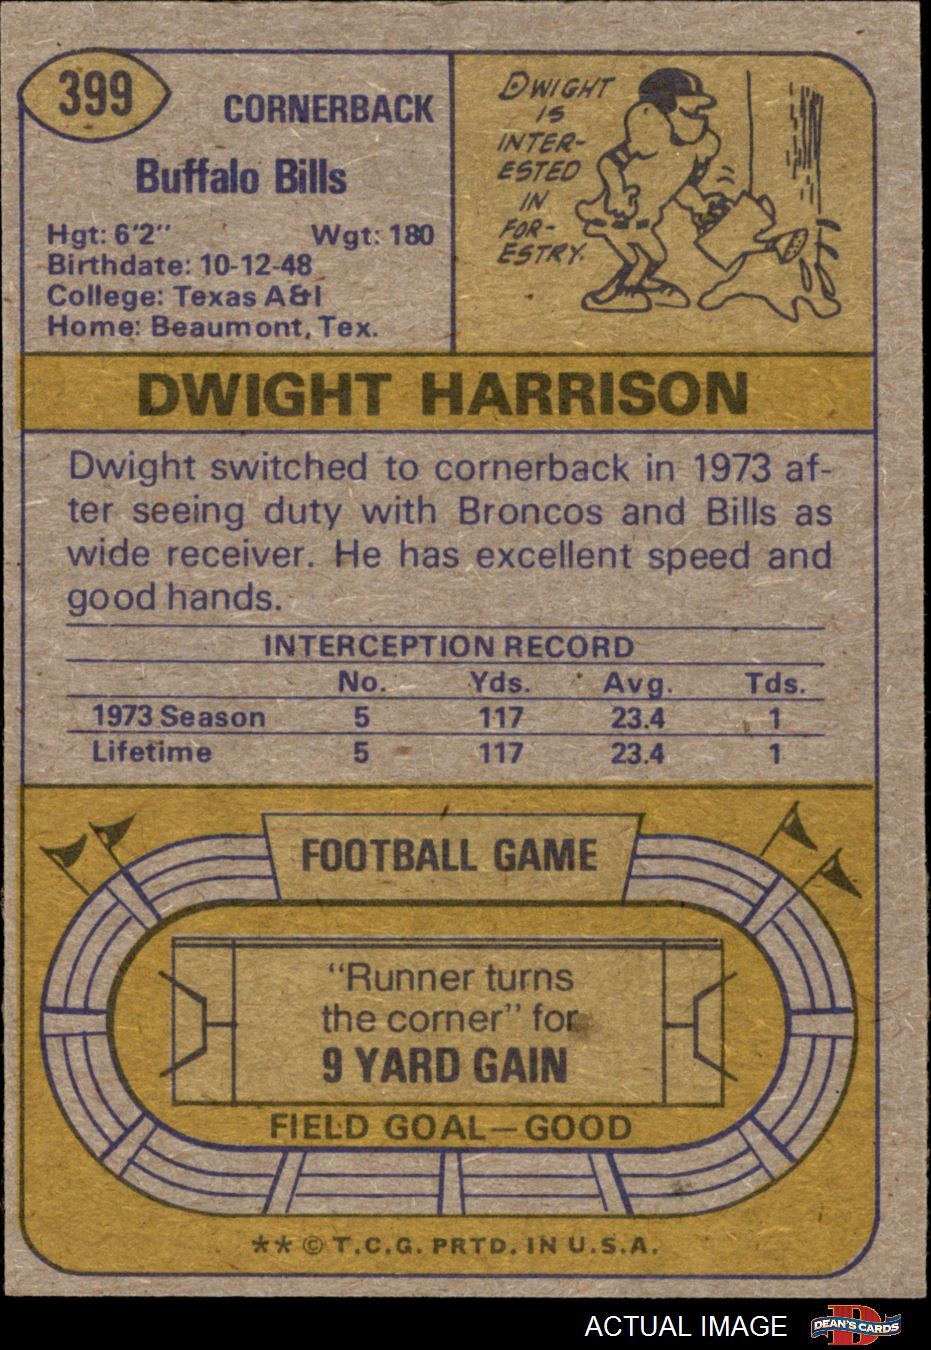 399
CORNERBACK
Buffalo Bills
Hgt: 6'2" Wgt: 180
Birthdate: 10-12-48
College: Texas A&I
Home: Beaumont, Tex.
DWIGHT
IS
INTER-
ESTED
IN
FOR-
ESTRY.
DWIGHT HARRISON
Dwight switched to cornerback in 1973 af-
ter seeing duty with Broncos and Bills as
wide receiver. He has excellent speed and
good hands.
INTERCEPTION RECORD
No. Yds. Avg. Tds.
1973 Season 5 117 23.4 1
Lifetime 5 117 23.4 1
FOOTBALL GAME
"Runner turns
the corner" for
9 YARD GAIN
FIELD GOAL—GOOD
** © T.C.G. PRTD. IN U.S.A.
ACTUAL IMAGE
DEAN'S CARDS